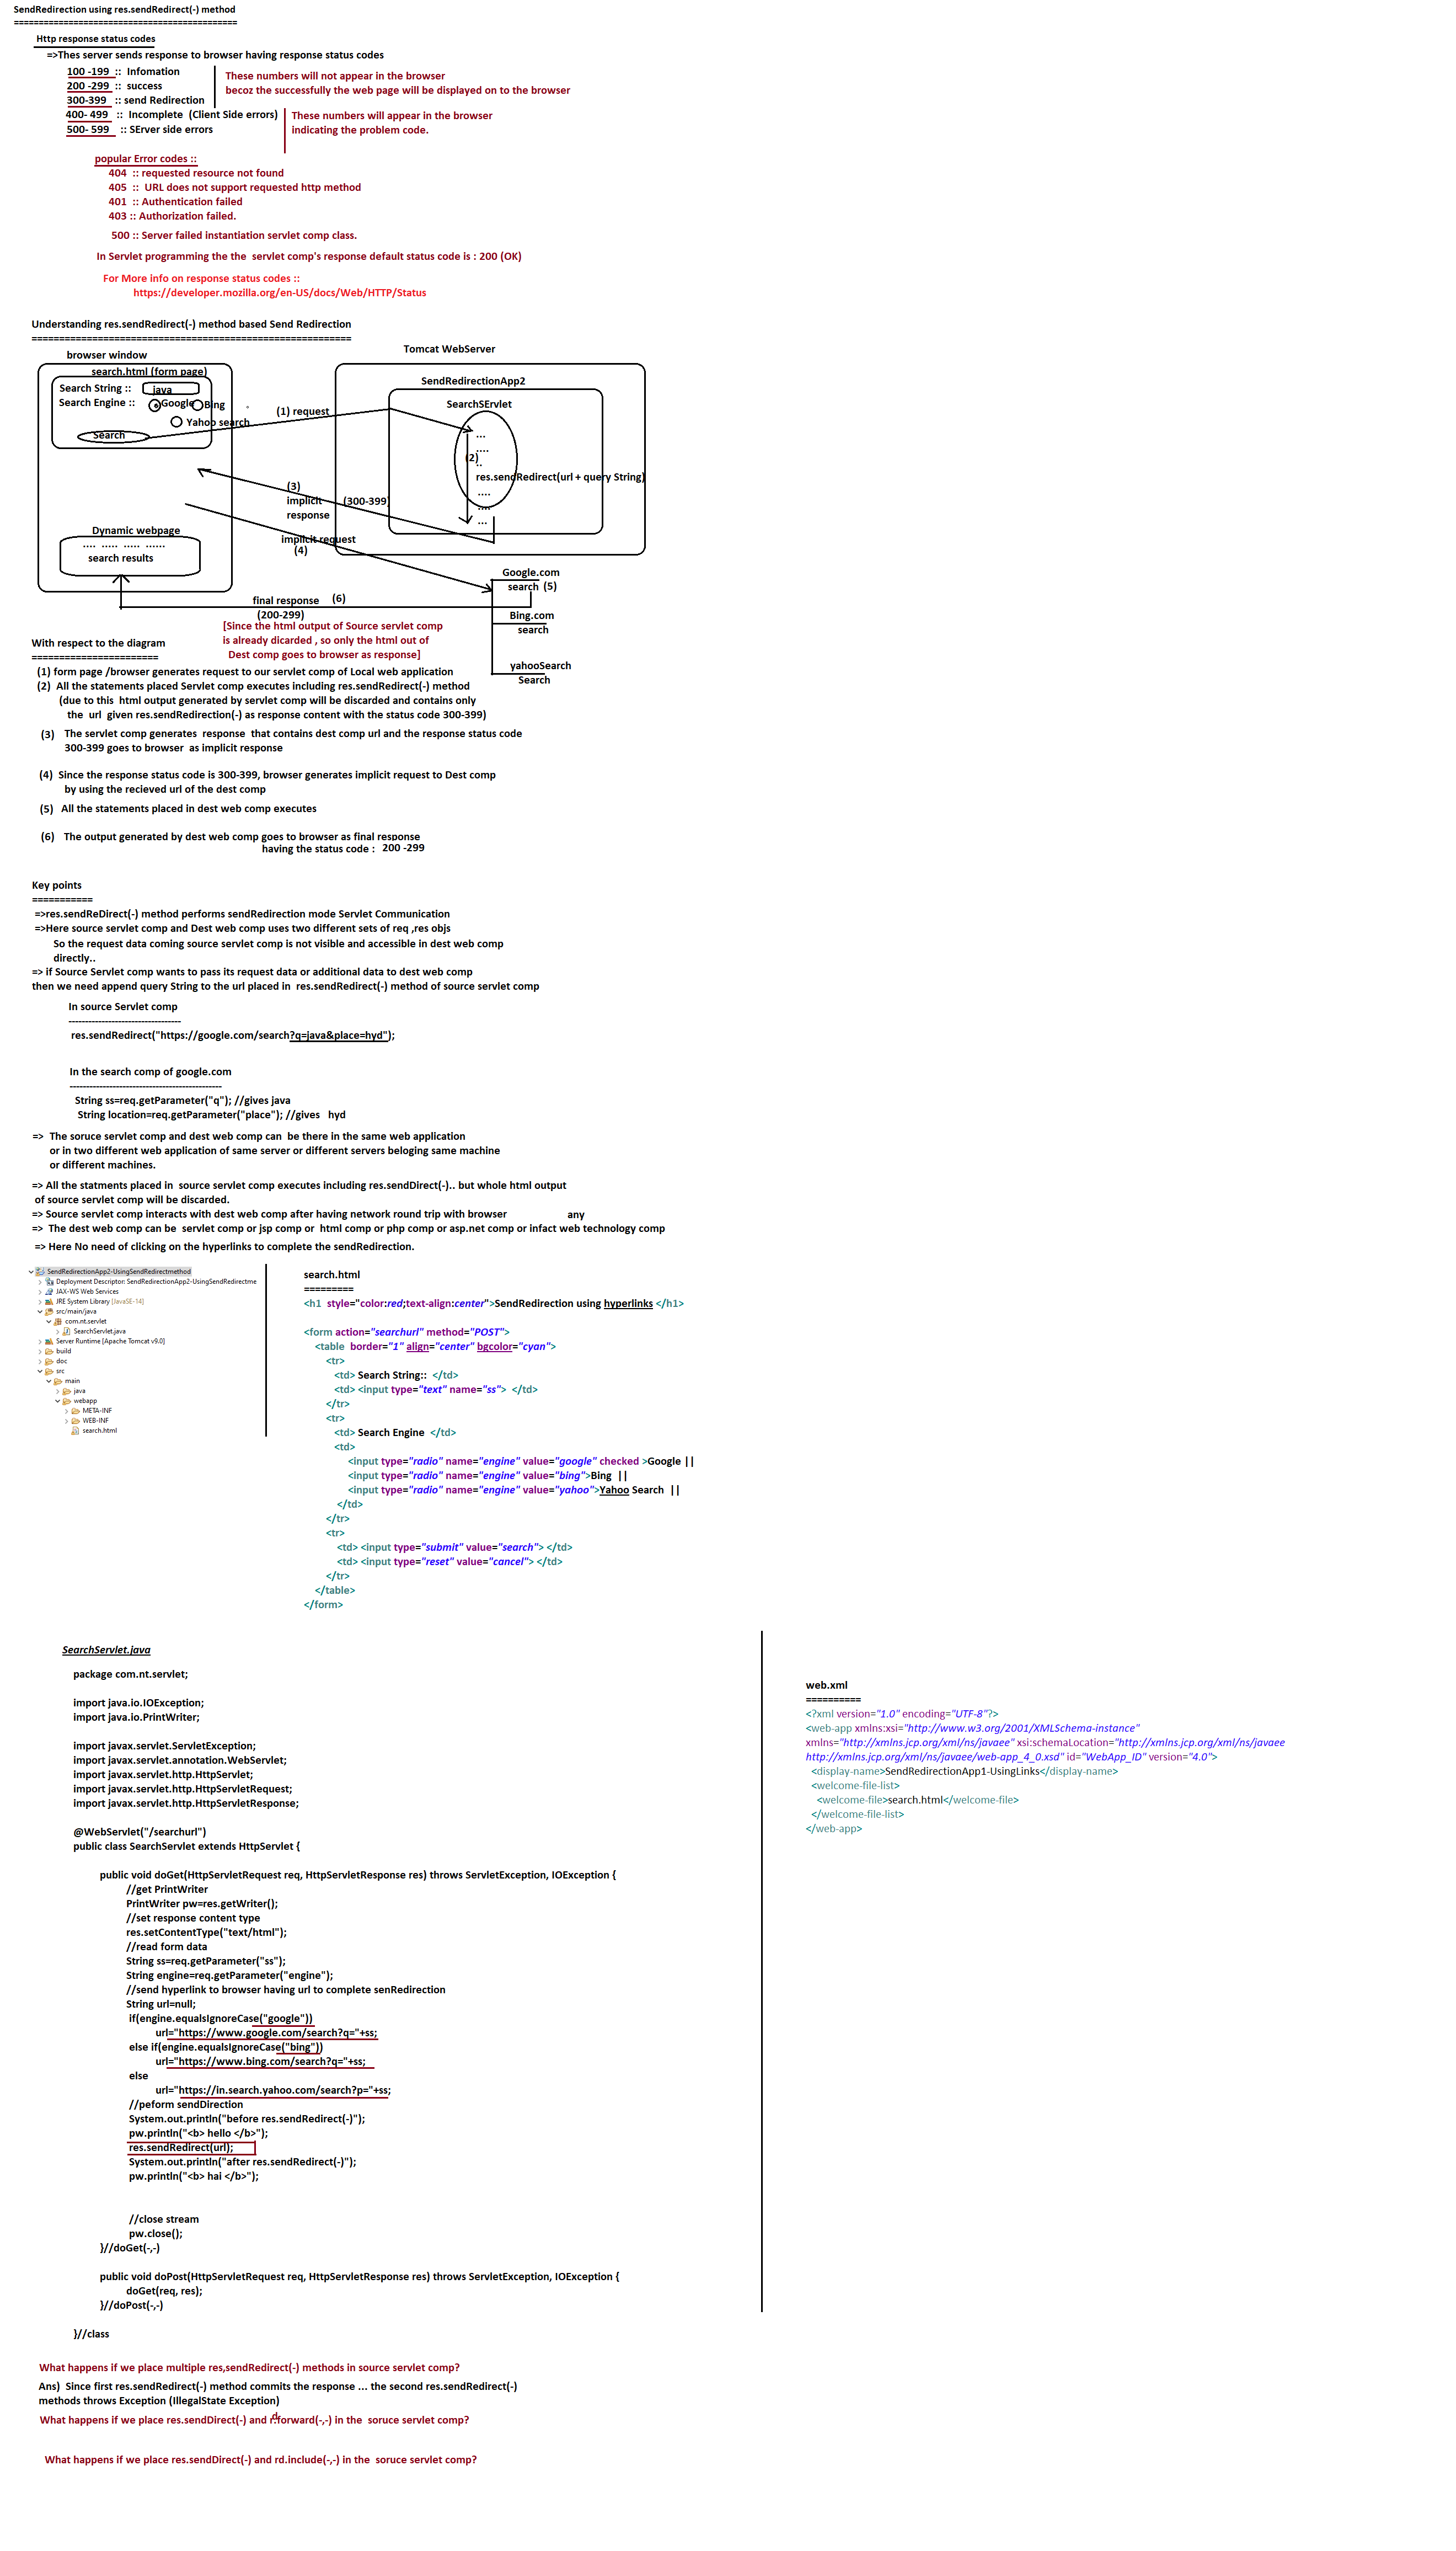 SendRedirection using res.sendRedirect(-) method
=============================================
Http response status codes
=>Thes server sends response to browser having response status codes
100 -199 :: Infomation
200 -299 :: success
300-399 :: send Redirection
These numbers will not appear in the browser
becoz the successfully the web page will be displayed on to the browser
400- 499 :: Incomplete (Client Side errors)
500- 599 :: SErver side errors
These numbers will appear in the browser
indicating the problem code.
popular Error codes ::
404 :: requested resource not found
405 :: URL does not support requested http method
401 :: Authentication failed
403 :: Authorization failed.
500 :: Server failed instantiation servlet comp class.
In Servlet programming the the servlet comp's response default status code is : 200 (OK)
For More info on response status codes ::
https://developer.mozilla.org/en-US/docs/Web/HTTP/Status
Understanding res.sendRedirect(-) method based Send Redirection
==========================================================
browser window
Tomcat WebServer
search.html (form page)
Search String :: java
Search Engine :: Google Bing
Yahoo search
Search
SendRedirectionApp2
SearchSErvlet
(1) request
...
....
(2)
..
res.sendRedirect(url + query String)
....
....
...
(3)
implicit (300-399)
response
implicit request
(4)
Dynamic webpage
.... ..... ..... ......
search results
Google.com
search (5)
final response (6)
(200-299)
Bing.com
search
[Since the html output of Source servlet comp
is already dicarded , so only the html out of
Dest comp goes to browser as response]
yahooSearch
Search
With respect to the diagram
=======================
(1) form page /browser generates request to our servlet comp of Local web application
(2) All the statements placed Servlet comp executes including res.sendRedirect(-) method
(due to this html output generated by servlet comp will be discarded and contains only
the url given res.sendRedirection(-) as response content with the status code 300-399)
(3) The servlet comp generates response that contains dest comp url and the response status code
300-399 goes to browser as implicit response
(4) Since the response status code is 300-399, browser generates implicit request to Dest comp
by using the recieved url of the dest comp
(5) All the statements placed in dest web comp executes
(6) The output generated by dest web comp goes to browser as final response
having the status code : 200 -299
Key points
===========
=>res.sendReDirect(-) method performs sendRedirection mode Servlet Communication
=>Here source servlet comp and Dest web comp uses two different sets of req ,res objs
So the request data coming source servlet comp is not visible and accessible in dest web comp
directly..
=> if Source Servlet comp wants to pass its request data or additional data to dest web comp
then we need append query String to the url placed in res.sendRedirect(-) method of source servlet comp
In source Servlet comp
----------------------------------
res.sendRedirect("https://google.com/search?q=java&place=hyd");
In the search comp of google.com
----------------------------------------------
String ss=req.getParameter("q"); //gives java
String location=req.getParameter("place"); //gives hyd
=> The soruce servlet comp and dest web comp can be there in the same web application
or in two different web application of same server or different servers beloging same machine
or different machines.
=> All the statments placed in source servlet comp executes including res.sendDirect(-).. but whole html output
of source servlet comp will be discarded.
=> Source servlet comp interacts with dest web comp after having network round trip with browser
any
=> The dest web comp can be servlet comp or jsp comp or html comp or php comp or asp.net comp or infact web technology comp
=> Here No need of clicking on the hyperlinks to complete the sendRedirection.
SendRedirectionApp2-UsingSendRedirectmethod
Deployment Descriptor: SendRedirectionApp2-UsingSendRedirectme
JAX-WS Web Services
JRE System Library [JavaSE-14]
src/main/java
com.nt.servlet
SearchServlet.java
Server Runtime [Apache Tomcat v9.0]
build
doc
src
main
java
webapp
META-INF
WEB-INF
search.html
search.html
=========
<h1 style="color:red;text-align:center">SendRedirection using hyperlinks </h1>
<form action="searchurl" method="POST">
<table border="1" align="center" bgcolor="cyan">
<tr>
<td> Search String:: </td>
<td> <input type="text" name="ss"> </td>
</tr>
<tr>
<td> Search Engine </td>
<td>
<input type="radio" name="engine" value="google" checked >Google ||
<input type="radio" name="engine" value="bing">Bing ||
<input type="radio" name="engine" value="yahoo">Yahoo Search ||
</td>
</tr>
<tr>
<td> <input type="submit" value="search"> </td>
<td> <input type="reset" value="cancel"> </td>
</tr>
</table>
</form>
SearchServlet.java
package com.nt.servlet;
import java.io.IOException;
import java.io.PrintWriter;
import javax.servlet.ServletException;
import javax.servlet.annotation.WebServlet;
import javax.servlet.http.HttpServlet;
import javax.servlet.http.HttpServletRequest;
import javax.servlet.http.HttpServletResponse;
@WebServlet("/searchurl")
public class SearchServlet extends HttpServlet {
public void doGet(HttpServletRequest req, HttpServletResponse res) throws ServletException, IOException {
//get PrintWriter
PrintWriter pw=res.getWriter();
//set response content type
res.setContentType("text/html");
//read form data
String ss=req.getParameter("ss");
String engine=req.getParameter("engine");
//send hyperlink to browser having url to complete senRedirection
String url=null;
if(engine.equalsIgnoreCase("google"))
url="https://www.google.com/search?q="+ss;
else if(engine.equalsIgnoreCase("bing"))
url="https://www.bing.com/search?q="+ss;
else
url="https://in.search.yahoo.com/search?p="+ss;
//peform sendDirection
System.out.println("before res.sendRedirect(-)");
pw.println("<b> hello </b>");
res.sendRedirect(url);
System.out.println("after res.sendRedirect(-)");
pw.println("<b> hai </b>");
//close stream
pw.close();
}//doGet(-,-)
public void doPost(HttpServletRequest req, HttpServletResponse res) throws ServletException, IOException {
doGet(req, res);
}//doPost(-,-)
}//class
web.xml
==========
<?xml version="1.0" encoding="UTF-8"?>
<web-app xmlns:xsi="http://www.w3.org/2001/XMLSchema-instance"
xmlns="http://xmlns.jcp.org/xml/ns/javaee" xsi:schemaLocation="http://xmlns.jcp.org/xml/ns/javaee
http://xmlns.jcp.org/xml/ns/javaee/web-app_4_0.xsd" id="WebApp_ID" version="4.0">
<display-name>SendRedirectionApp1-UsingLinks</display-name>
<welcome-file-list>
<welcome-file>search.html</welcome-file>
</welcome-file-list>
</web-app>
What happens if we place multiple res,sendRedirect(-) methods in source servlet comp?
Ans) Since first res.sendRedirect(-) method commits the response ... the second res.sendRedirect(-)
methods throws Exception (IllegalState Exception)
What happens if we place res.sendDirect(-) and rd.forward(-,-) in the soruce servlet comp?
What happens if we place res.sendDirect(-) and rd.include(-,-) in the soruce servlet comp?